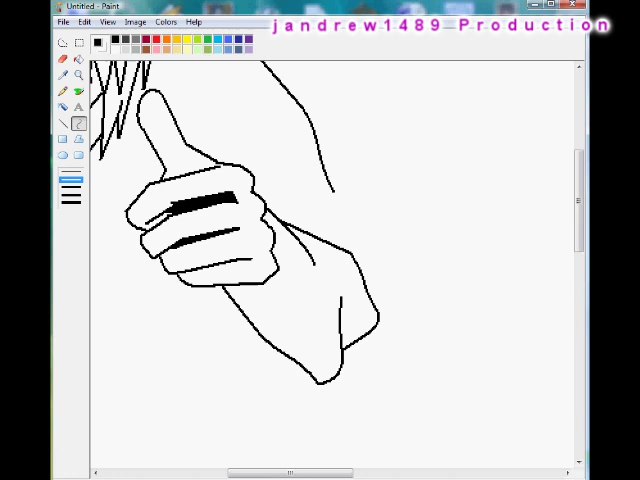 Untitled - Paint
jandrew1489 Production
File Edit View Image Colors Help
A